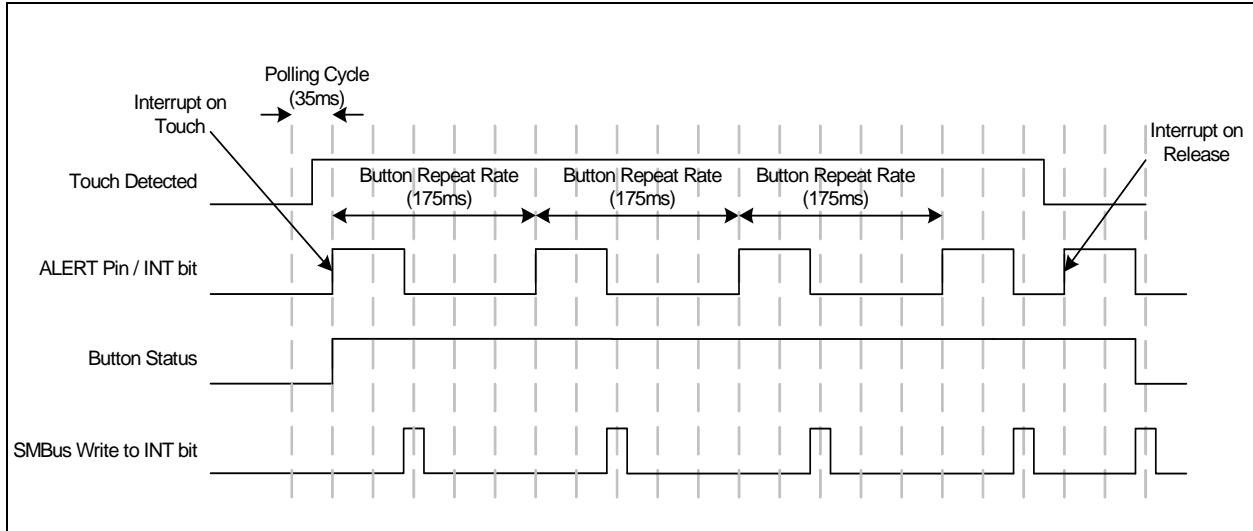 Polling Cycle
(35ms)
Interrupt on
Touch
Interrupt on
Release
Touch Detected
Button Repeat Rate
(175ms)
Button Repeat Rate
(175ms)
Button Repeat Rate
(175ms)
ALERT Pin / INT bit
Button Status
SMBus Write to INT bit